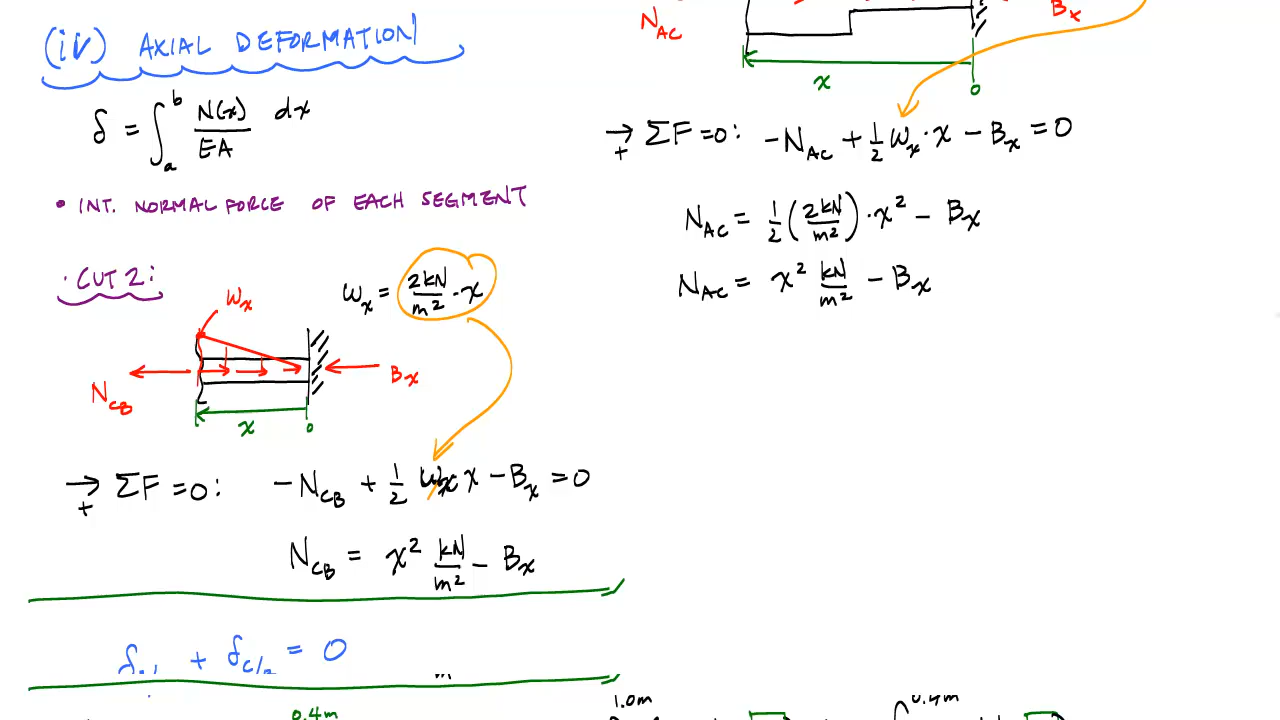 (iv) AXIAL DEFORMATION
δ = ∫_a^b N(x)/EA dx
• INT. NORMAL FORCE OF EACH SEGMENT
· CUT 2:
w_x = 2kN/m² · x
w_x
N_CB
B_x
x
0
→+ ΣF = 0: -N_CB + 1/2 w_x x - B_x = 0
N_CB = x² kN/m² - B_x
+ δ_C/ = 0
0.4m
N_AC
B_x
x
0
→+ ΣF = 0: -N_AC + 1/2 w_x · x - B_x = 0
N_AC = 1/2 (2kN/m²) · x² - B_x
N_AC = x² kN/m² - B_x
1.0m
0.4m